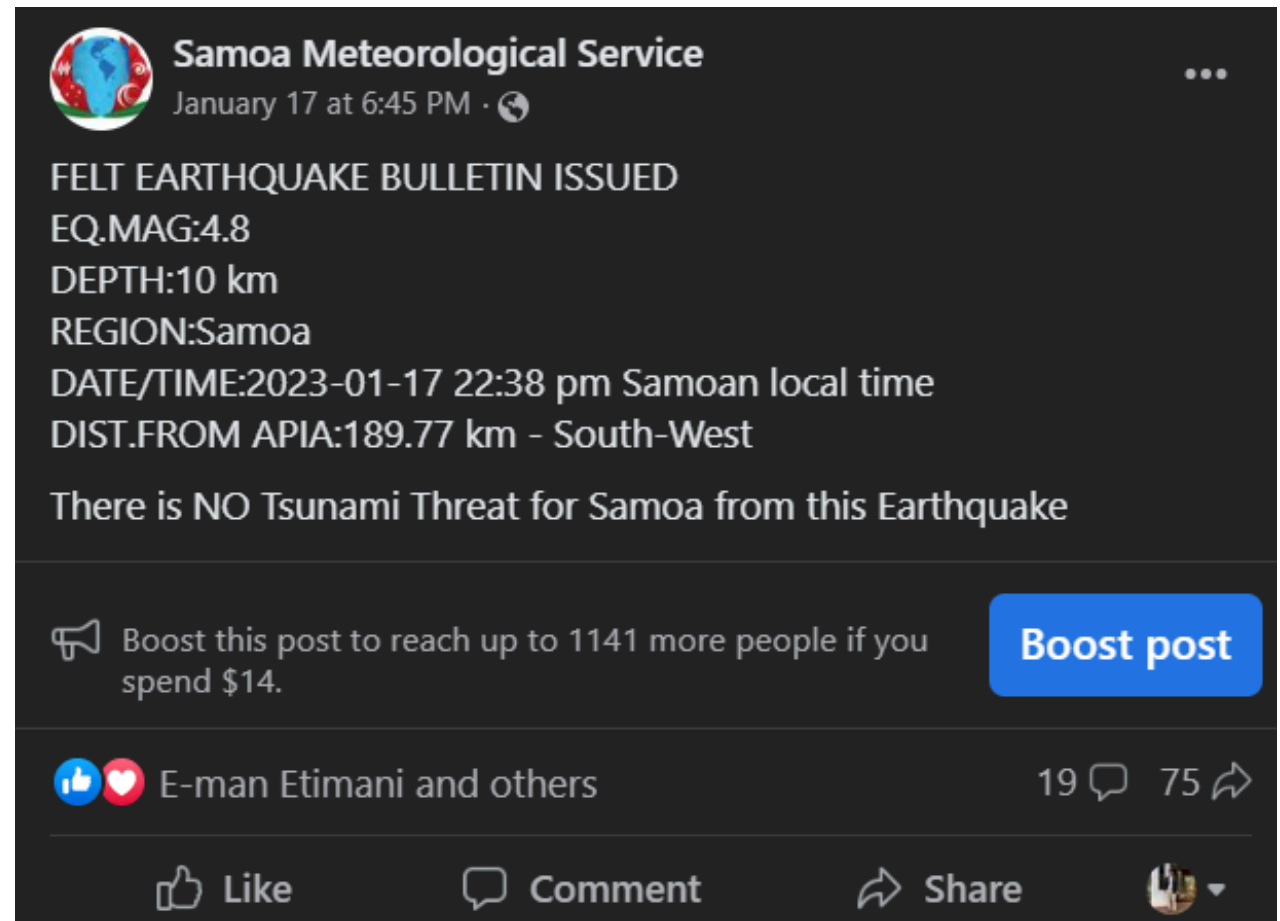 Samoa Meteorological Service
January 17 at 6:45 PM ·
FELT EARTHQUAKE BULLETIN ISSUED
EQ.MAG:4.8
DEPTH:10 km
REGION:Samoa
DATE/TIME:2023-01-17 22:38 pm Samoan local time
DIST.FROM APIA:189.77 km - South-West
There is NO Tsunami Threat for Samoa from this Earthquake
Boost this post to reach up to 1141 more people if you
spend $14.
Boost post
E-man Etimani and others
19 75
Like Comment Share